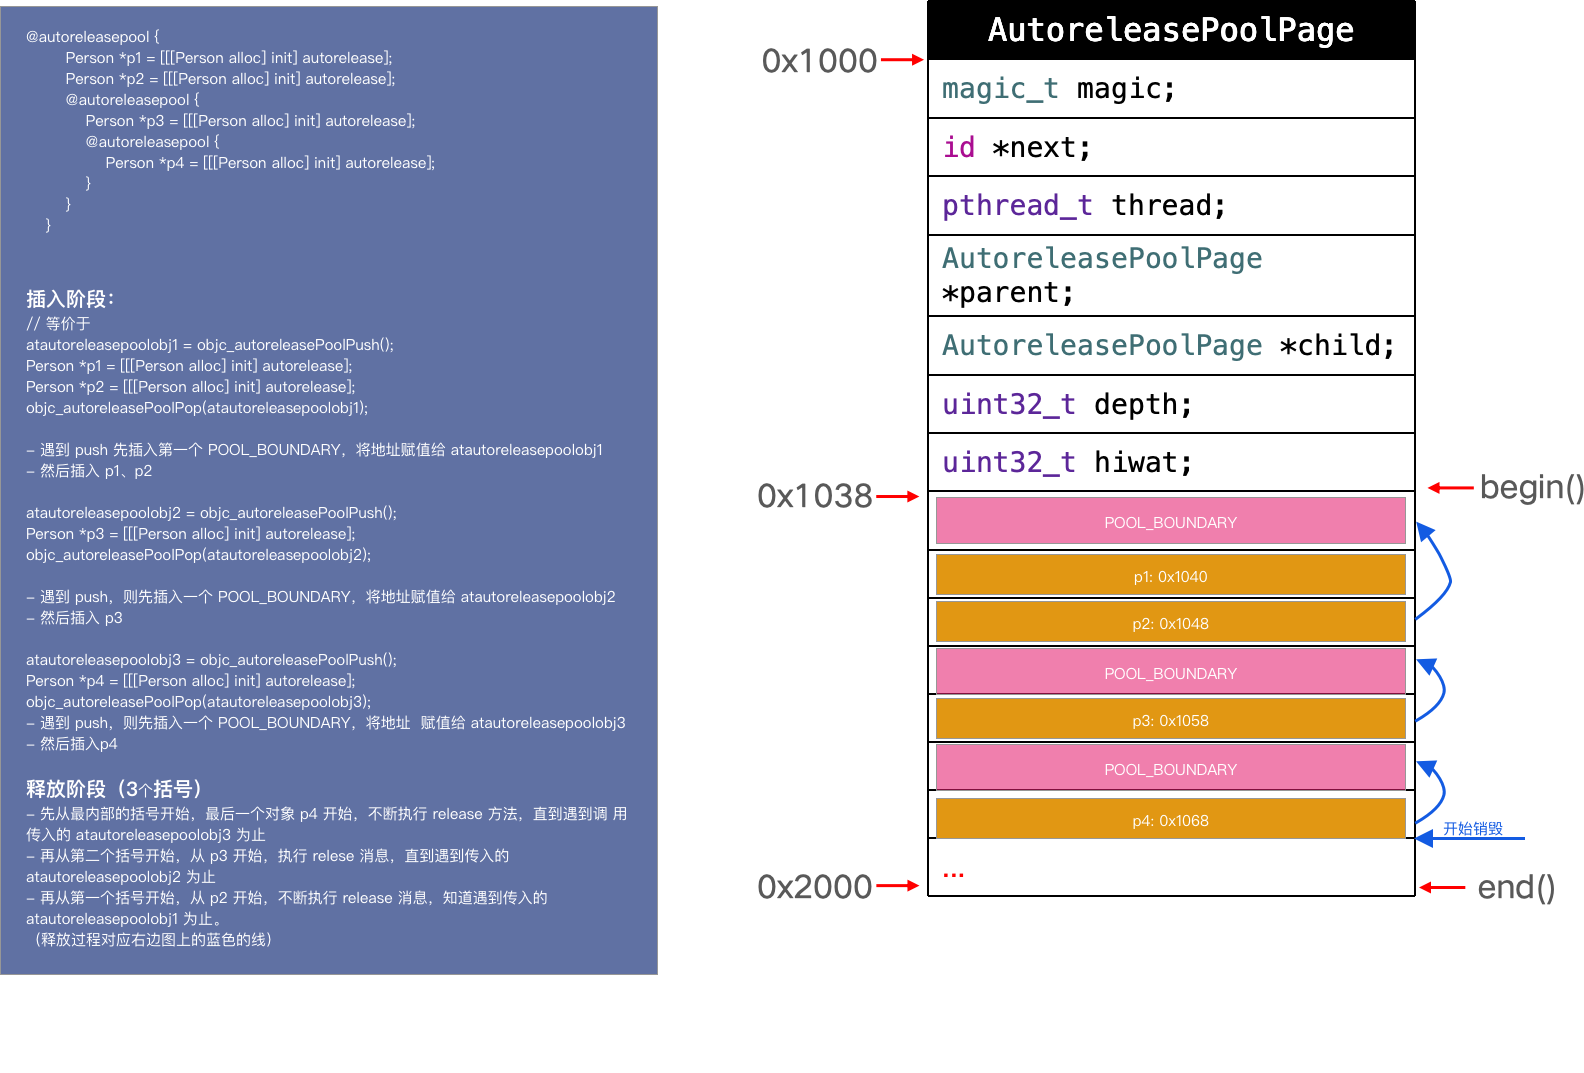 @autoreleasepool {
Person *p1 = [[[Person alloc] init] autorelease];
Person *p2 = [[[Person alloc] init] autorelease];
@autoreleasepool {
Person *p3 = [[[Person alloc] init] autorelease];
@autoreleasepool {
Person *p4 = [[[Person alloc] init] autorelease];
}
}
}
插入阶段：
// 等价于
atautoreleasepoolobj1 = objc_autoreleasePoolPush();
Person *p1 = [[[Person alloc] init] autorelease];
Person *p2 = [[[Person alloc] init] autorelease];
objc_autoreleasePoolPop(atautoreleasepoolobj1);
- 遇到 push 先插入第一个 POOL_BOUNDARY，将地址赋值给 atautoreleasepoolobj1
- 然后插入 p1、p2
atautoreleasepoolobj2 = objc_autoreleasePoolPush();
Person *p3 = [[[Person alloc] init] autorelease];
objc_autoreleasePoolPop(atautoreleasepoolobj2);
- 遇到 push，则先插入一个 POOL_BOUNDARY，将地址赋值给 atautoreleasepoolobj2
- 然后插入 p3
atautoreleasepoolobj3 = objc_autoreleasePoolPush();
Person *p4 = [[[Person alloc] init] autorelease];
objc_autoreleasePoolPop(atautoreleasepoolobj3);
- 遇到 push，则先插入一个 POOL_BOUNDARY，将地址 赋值给 atautoreleasepoolobj3
- 然后插入p4
释放阶段（3个括号）
- 先从最内部的括号开始，最后一个对象 p4 开始，不断执行 release 方法，直到遇到调 用
传入的 atautoreleasepoolobj3 为止
- 再从第二个括号开始，从 p3 开始，执行 relese 消息，直到遇到传入的
atautoreleasepoolobj2 为止
- 再从第一个括号开始，从 p2 开始，不断执行 release 消息，知道遇到传入的
atautoreleasepoolobj1 为止。
（释放过程对应右边图上的蓝色的线）
AutoreleasePoolPage
0x1000
magic_t magic;
id *next;
pthread_t thread;
AutoreleasePoolPage
*parent;
AutoreleasePoolPage *child;
uint32_t depth;
uint32_t hiwat;
0x1038
begin()
POOL_BOUNDARY
p1: 0x1040
p2: 0x1048
POOL_BOUNDARY
p3: 0x1058
POOL_BOUNDARY
p4: 0x1068
开始销毁
...
0x2000
end()